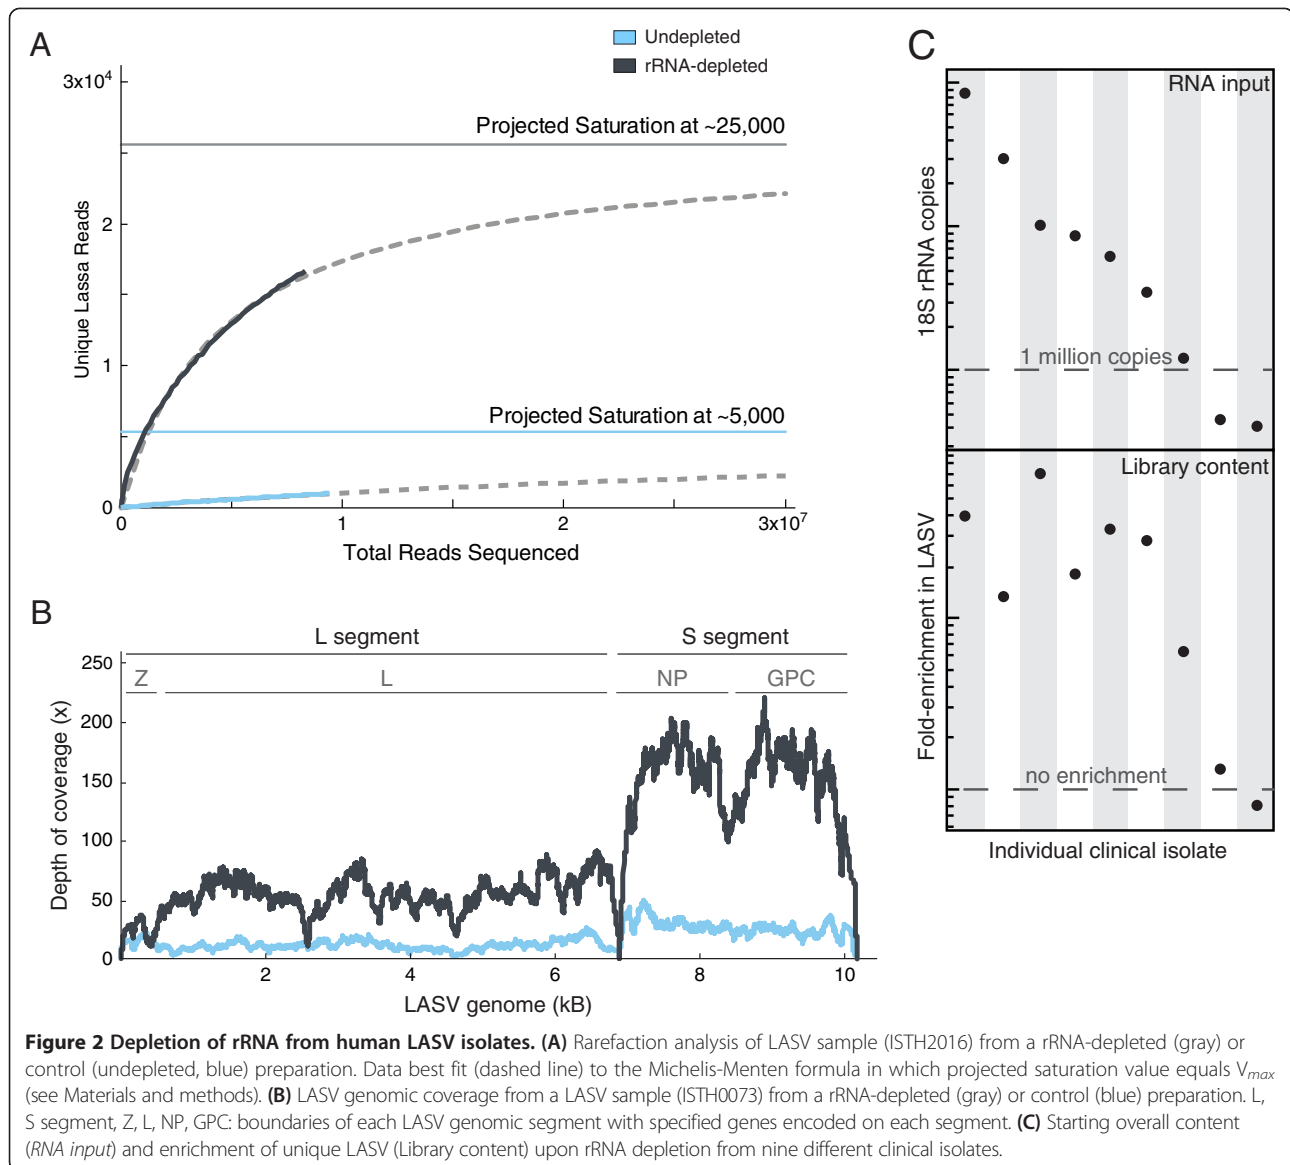 A
Undepleted
rRNA-depleted
3x10⁴
Projected Saturation at ~25,000
2
Unique Lassa Reads
1
Projected Saturation at ~5,000
0
0 1 2 3x10⁷
Total Reads Sequenced
B
L segment S segment
250
Z L NP GPC
200
150
100
50
0
Depth of coverage (x)
2 4 6 8 10
LASV genome (kB)
C
RNA input
18S rRNA copies
1 million copies
Library content
Fold-enrichment in LASV
no enrichment
Individual clinical isolate
Figure 2 Depletion of rRNA from human LASV isolates. (A) Rarefaction analysis of LASV sample (ISTH2016) from a rRNA-depleted (gray) or
control (undepleted, blue) preparation. Data best fit (dashed line) to the Michelis-Menten formula in which projected saturation value equals Vmax
(see Materials and methods). (B) LASV genomic coverage from a LASV sample (ISTH0073) from a rRNA-depleted (gray) or control (blue) preparation. L,
S segment, Z, L, NP, GPC: boundaries of each LASV genomic segment with specified genes encoded on each segment. (C) Starting overall content
(RNA input) and enrichment of unique LASV (Library content) upon rRNA depletion from nine different clinical isolates.